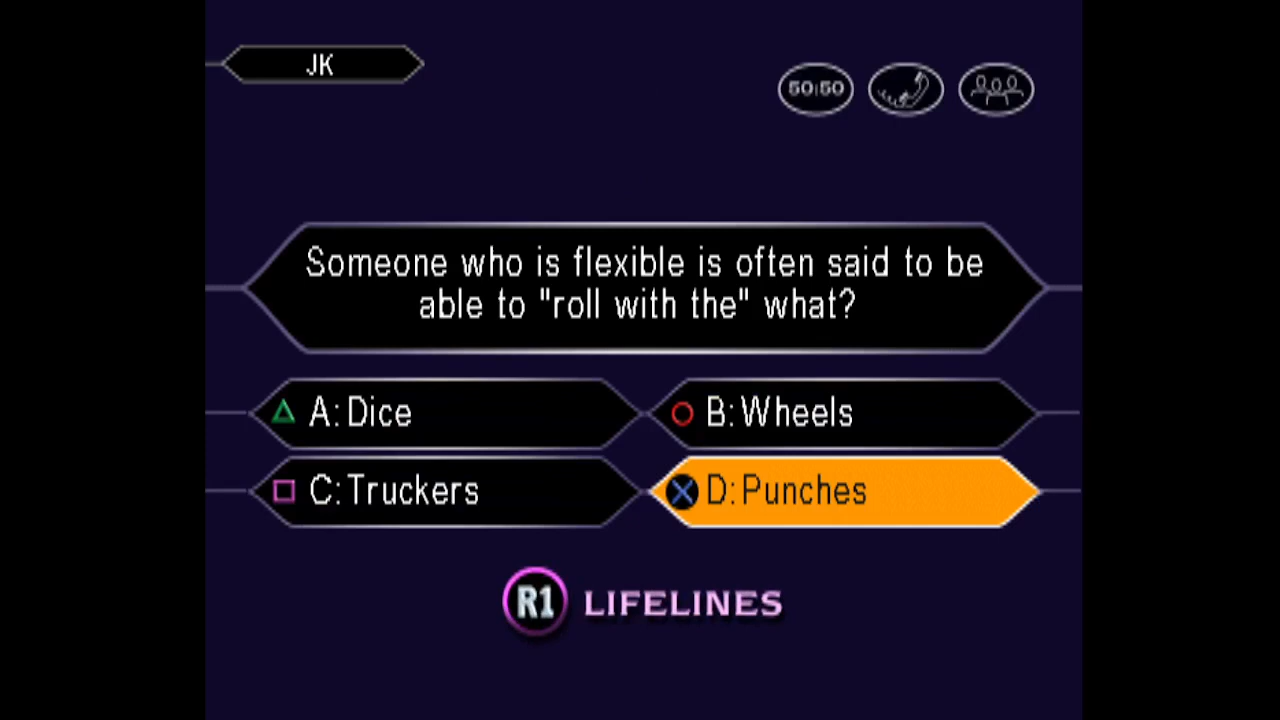 JK
50:50
Someone who is flexible is often said to be
able to "roll with the" what?
A: Dice
B: Wheels
C: Truckers
D: Punches
R1 LIFELINES